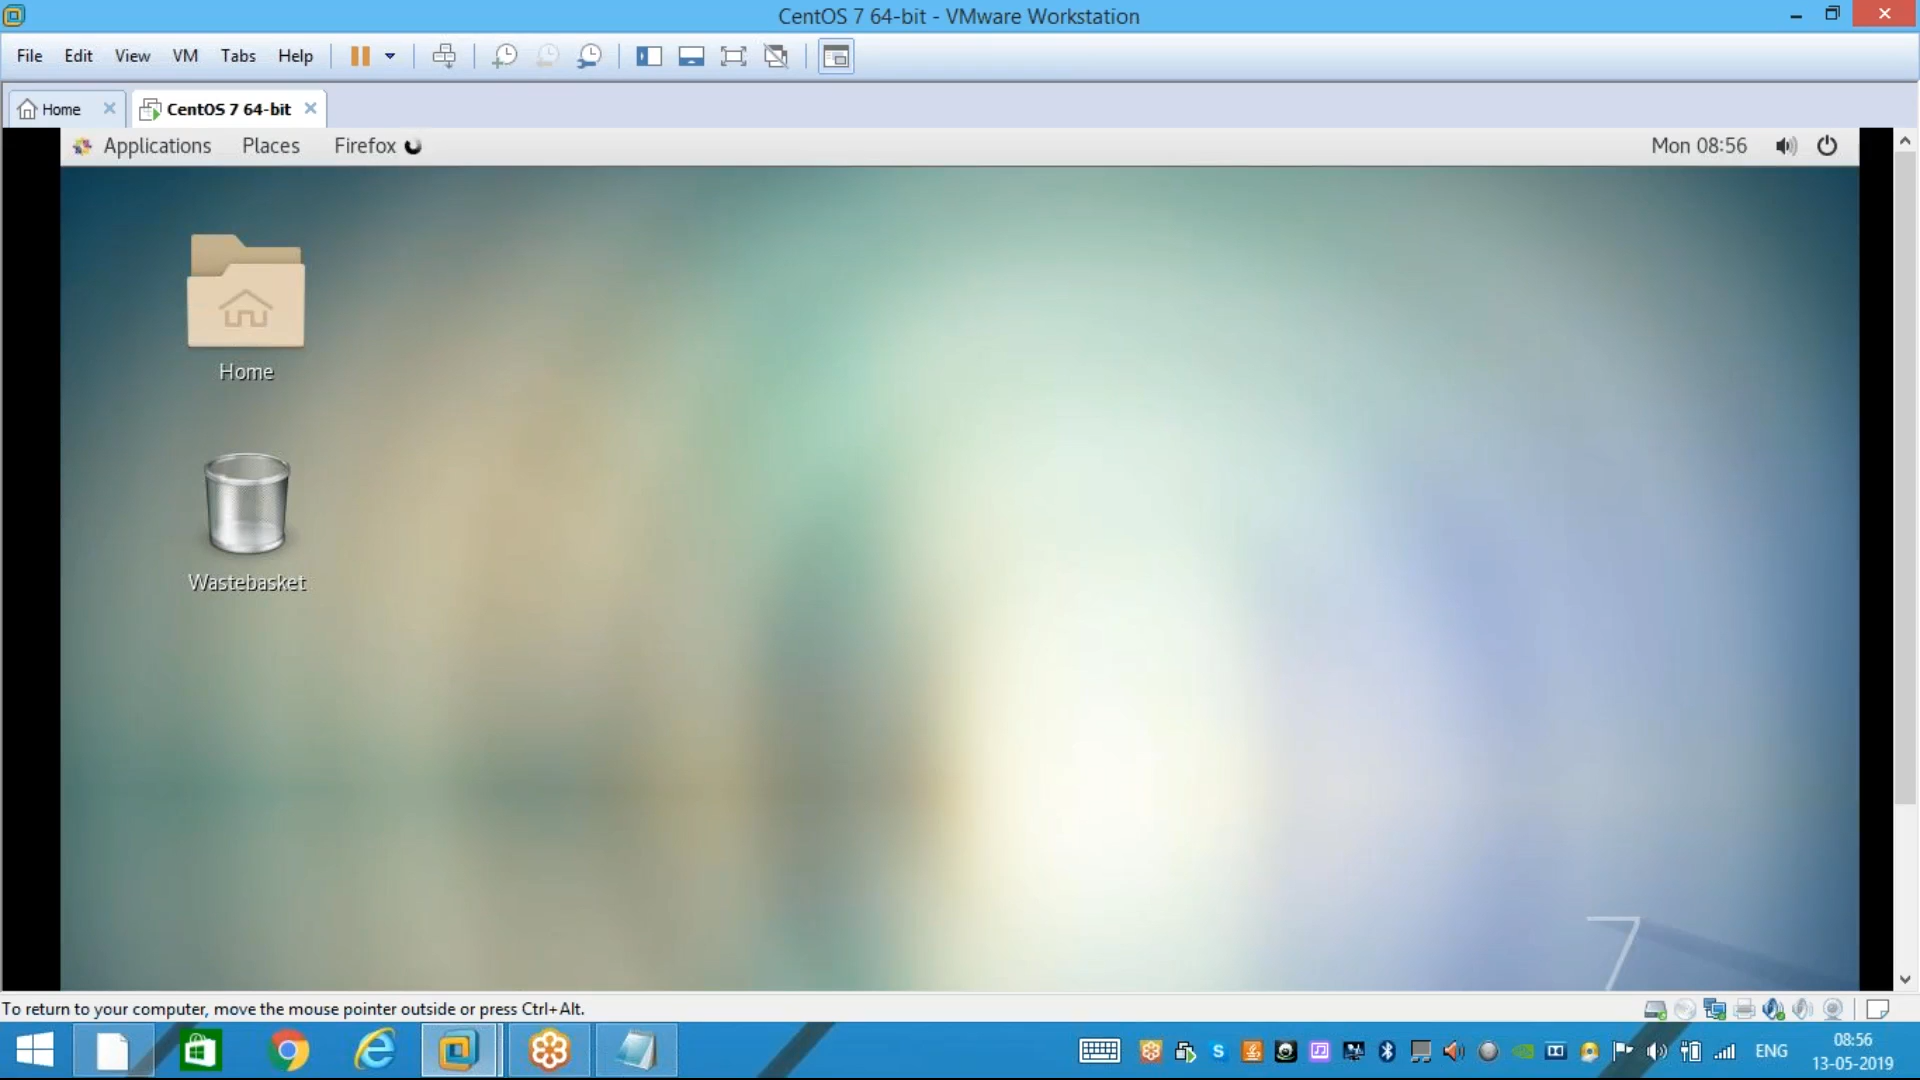 CentOS 7 64-bit - VMware Workstation
File Edit View VM Tabs Help
Home CentOS 7 64-bit
Applications Places Firefox Mon 08:56
Home
Wastebasket
7
To return to your computer, move the mouse pointer outside or press Ctrl+Alt.
ENG 08:56
13-05-2019